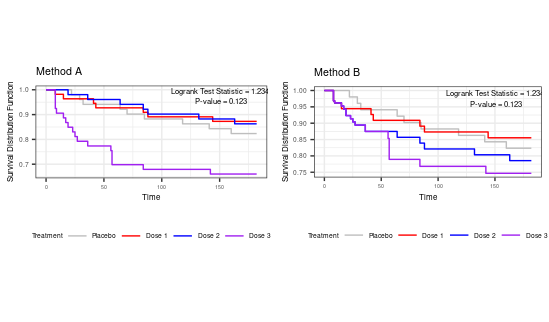 Method A
Survival Distribution Function
1.0
0.9
0.8
0.7
Logrank Test Statistic = 1.234
P-value = 0.123
0
50
100
150
Time
Treatment Placebo Dose 1 Dose 2 Dose 3
Method B
Survival Distribution Function
1.00
0.95
0.90
0.85
0.80
0.75
Logrank Test Statistic = 1.23
P-value = 0.123
0
50
100
150
Time
Treatment Placebo Dose 1 Dose 2 Dose 3